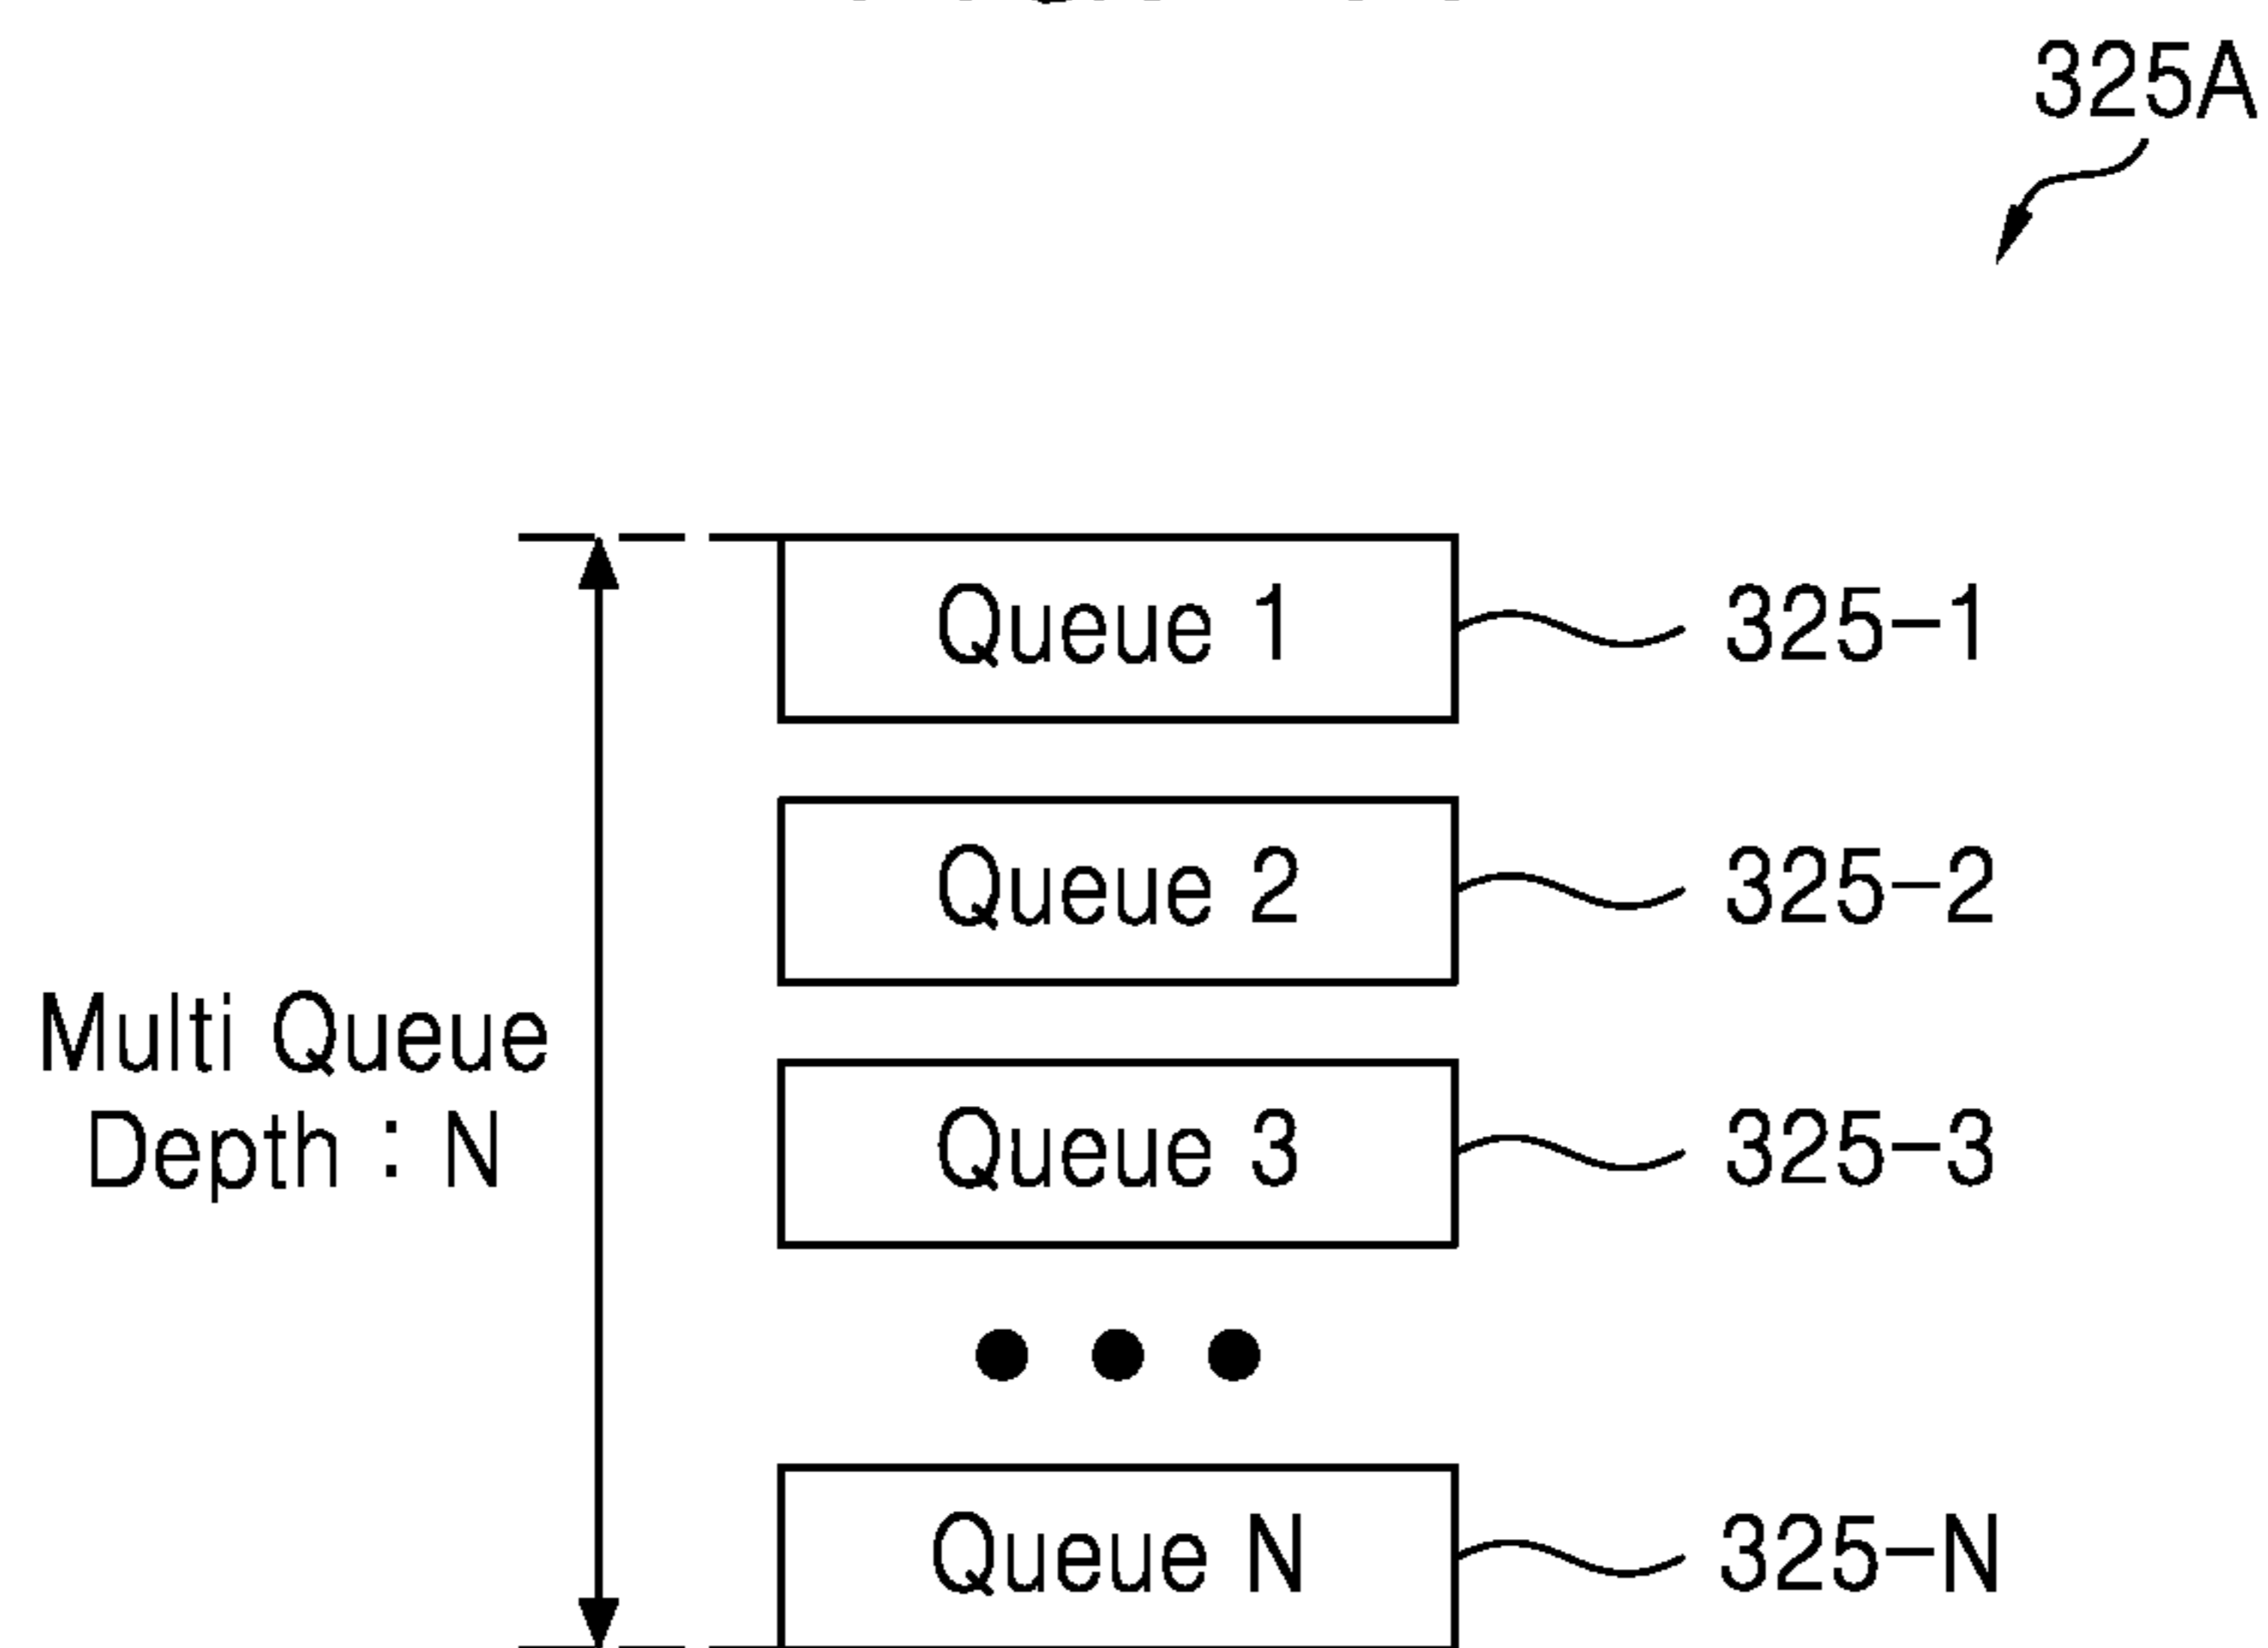 325A
Queue 1 325-1
Queue 2 325-2
Multi Queue
Depth : N
Queue 3 325-3
Queue N 325-N